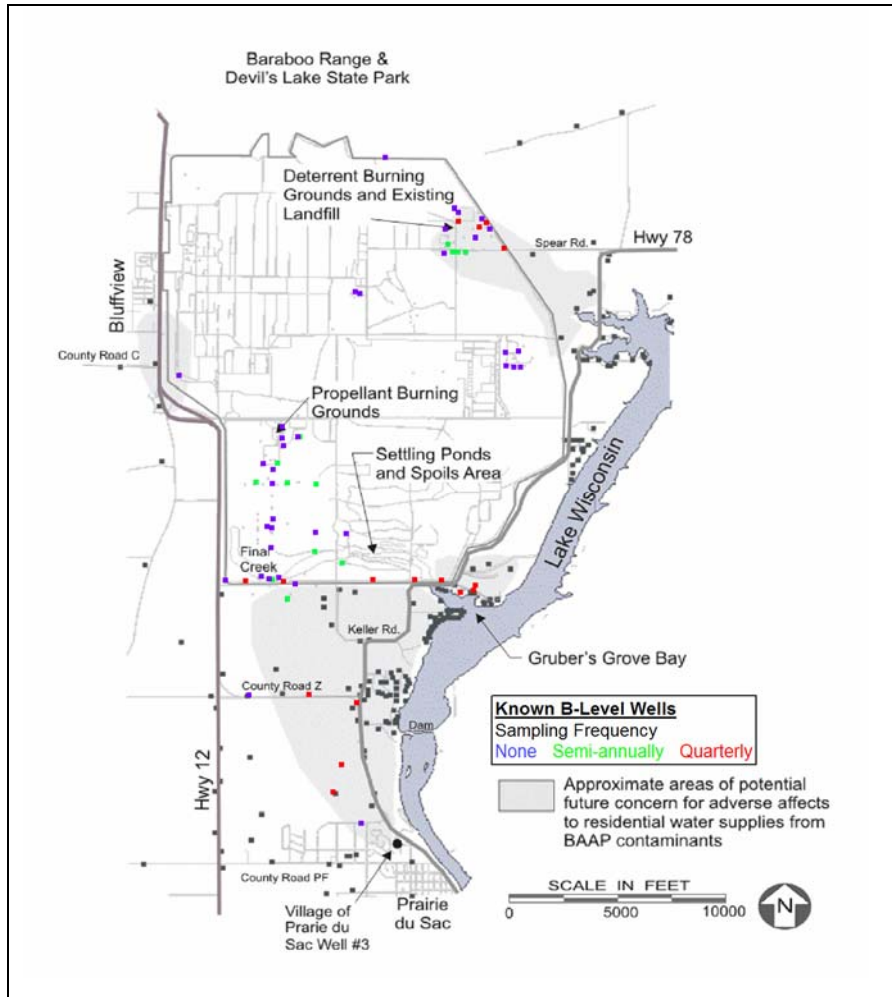 Baraboo Range &
Devil's Lake State Park
Deterrent Burning
Grounds and Existing
Landfill
Spear Rd.
Hwy 78
Bluffview
County Road C
Propellant Burning
Grounds
Settling Ponds
and Spoils Area
Lake Wisconsin
Final
Creek
Keller Rd.
Gruber's Grove Bay
County Road Z
Dam
Hwy 12
Known B-Level Wells
Sampling Frequency
None Semi-annually Quarterly
Approximate areas of potential
future concern for adverse affects
to residential water supplies from
BAAP contaminants
County Road PF
Village of
Prarie du
Sac Well #3
Prairie
du Sac
SCALE IN FEET
0 5000 10000
N